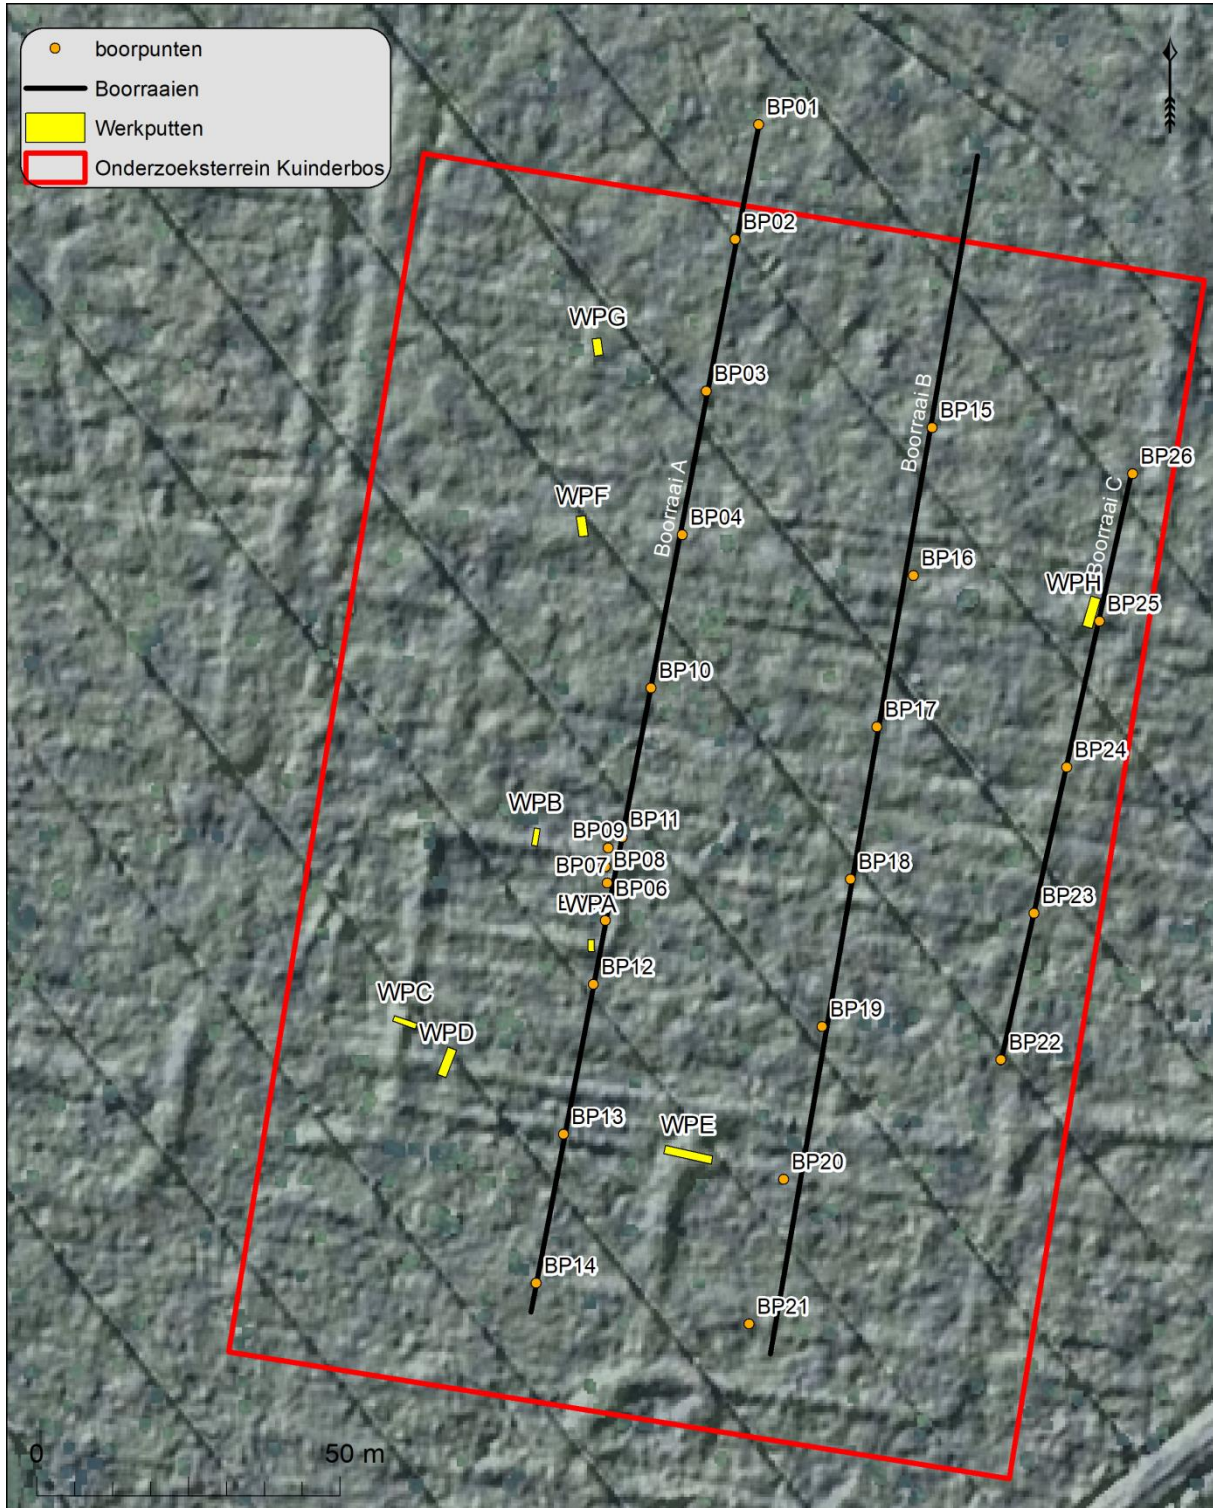 boorpunten
Boorraaien
Werkputten
Onderzoeksterrein Kuinderbos
BP01
BP02
WPG
BP03
Boorraai B
BP15
Boorraai A
BP26
WPF
BP04
Boorraai C
BP16
WPH
BP25
BP10
BP17
BP24
WPB
BP11
BP09
BP08
BP07
BP18
BP06
WPA
BP23
BP12
WPC
BP19
WPD
BP22
BP13
WPE
BP20
BP14
BP21
0 50 m